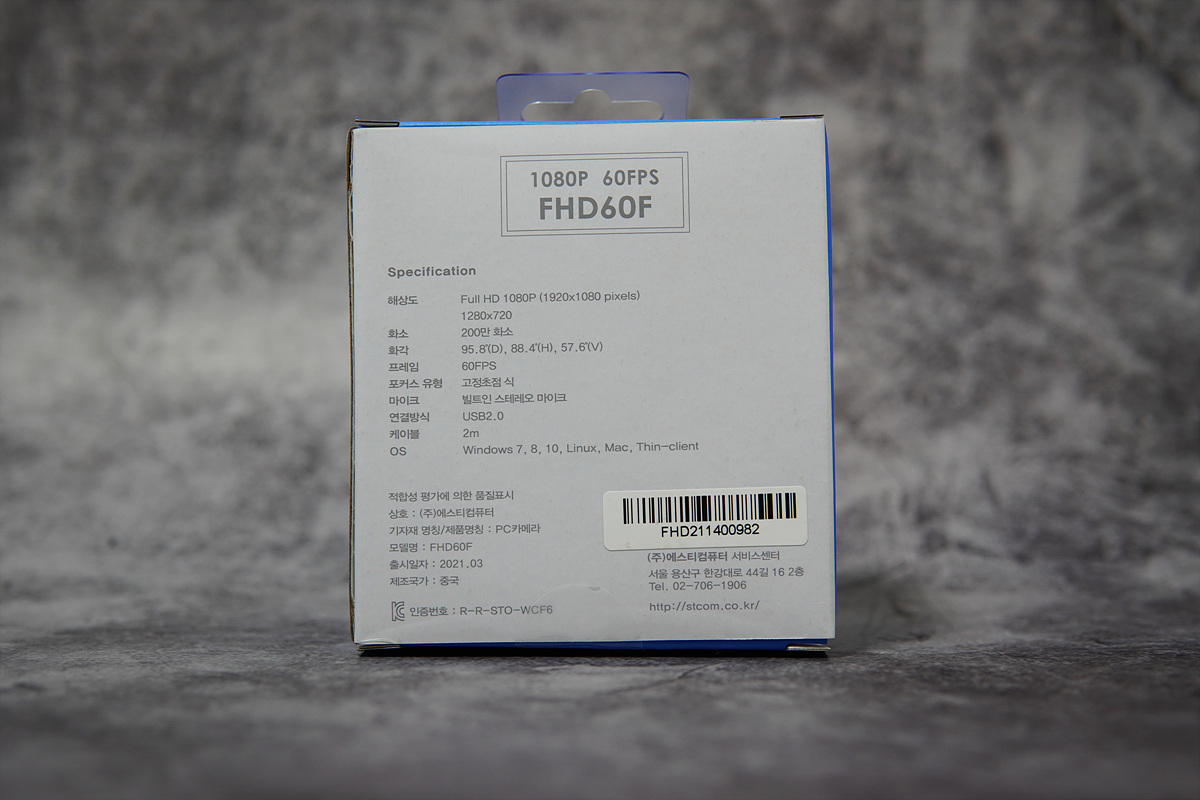 1080P 60FPS
FHD60F
Specification
해상도 Full HD 1080P (1920x1080 pixels)
1280x720
화소 200만 화소
화각 95.8°(D), 88.4°(H), 57.6°(V)
프레임 60FPS
포커스 유형 고정초점 식
마이크 빌트인 스테레오 마이크
연결방식 USB2.0
케이블 2m
OS Windows 7, 8, 10, Linux, Mac, Thin-client
적합성 평가에 의한 품질표시
상호 : (주)에스티컴퓨터
기자재 명칭/제품명칭 : PC카메라
모델명 : FHD60F
출시일자 : 2021.03
제조국가 : 중국
인증번호 : R-R-STO-WCF6
FHD211400982
(주)에스티컴퓨터 서비스센터
서울 용산구 한강대로 44길 16 2층
Tel. 02-706-1906
http://stcom.co.kr/